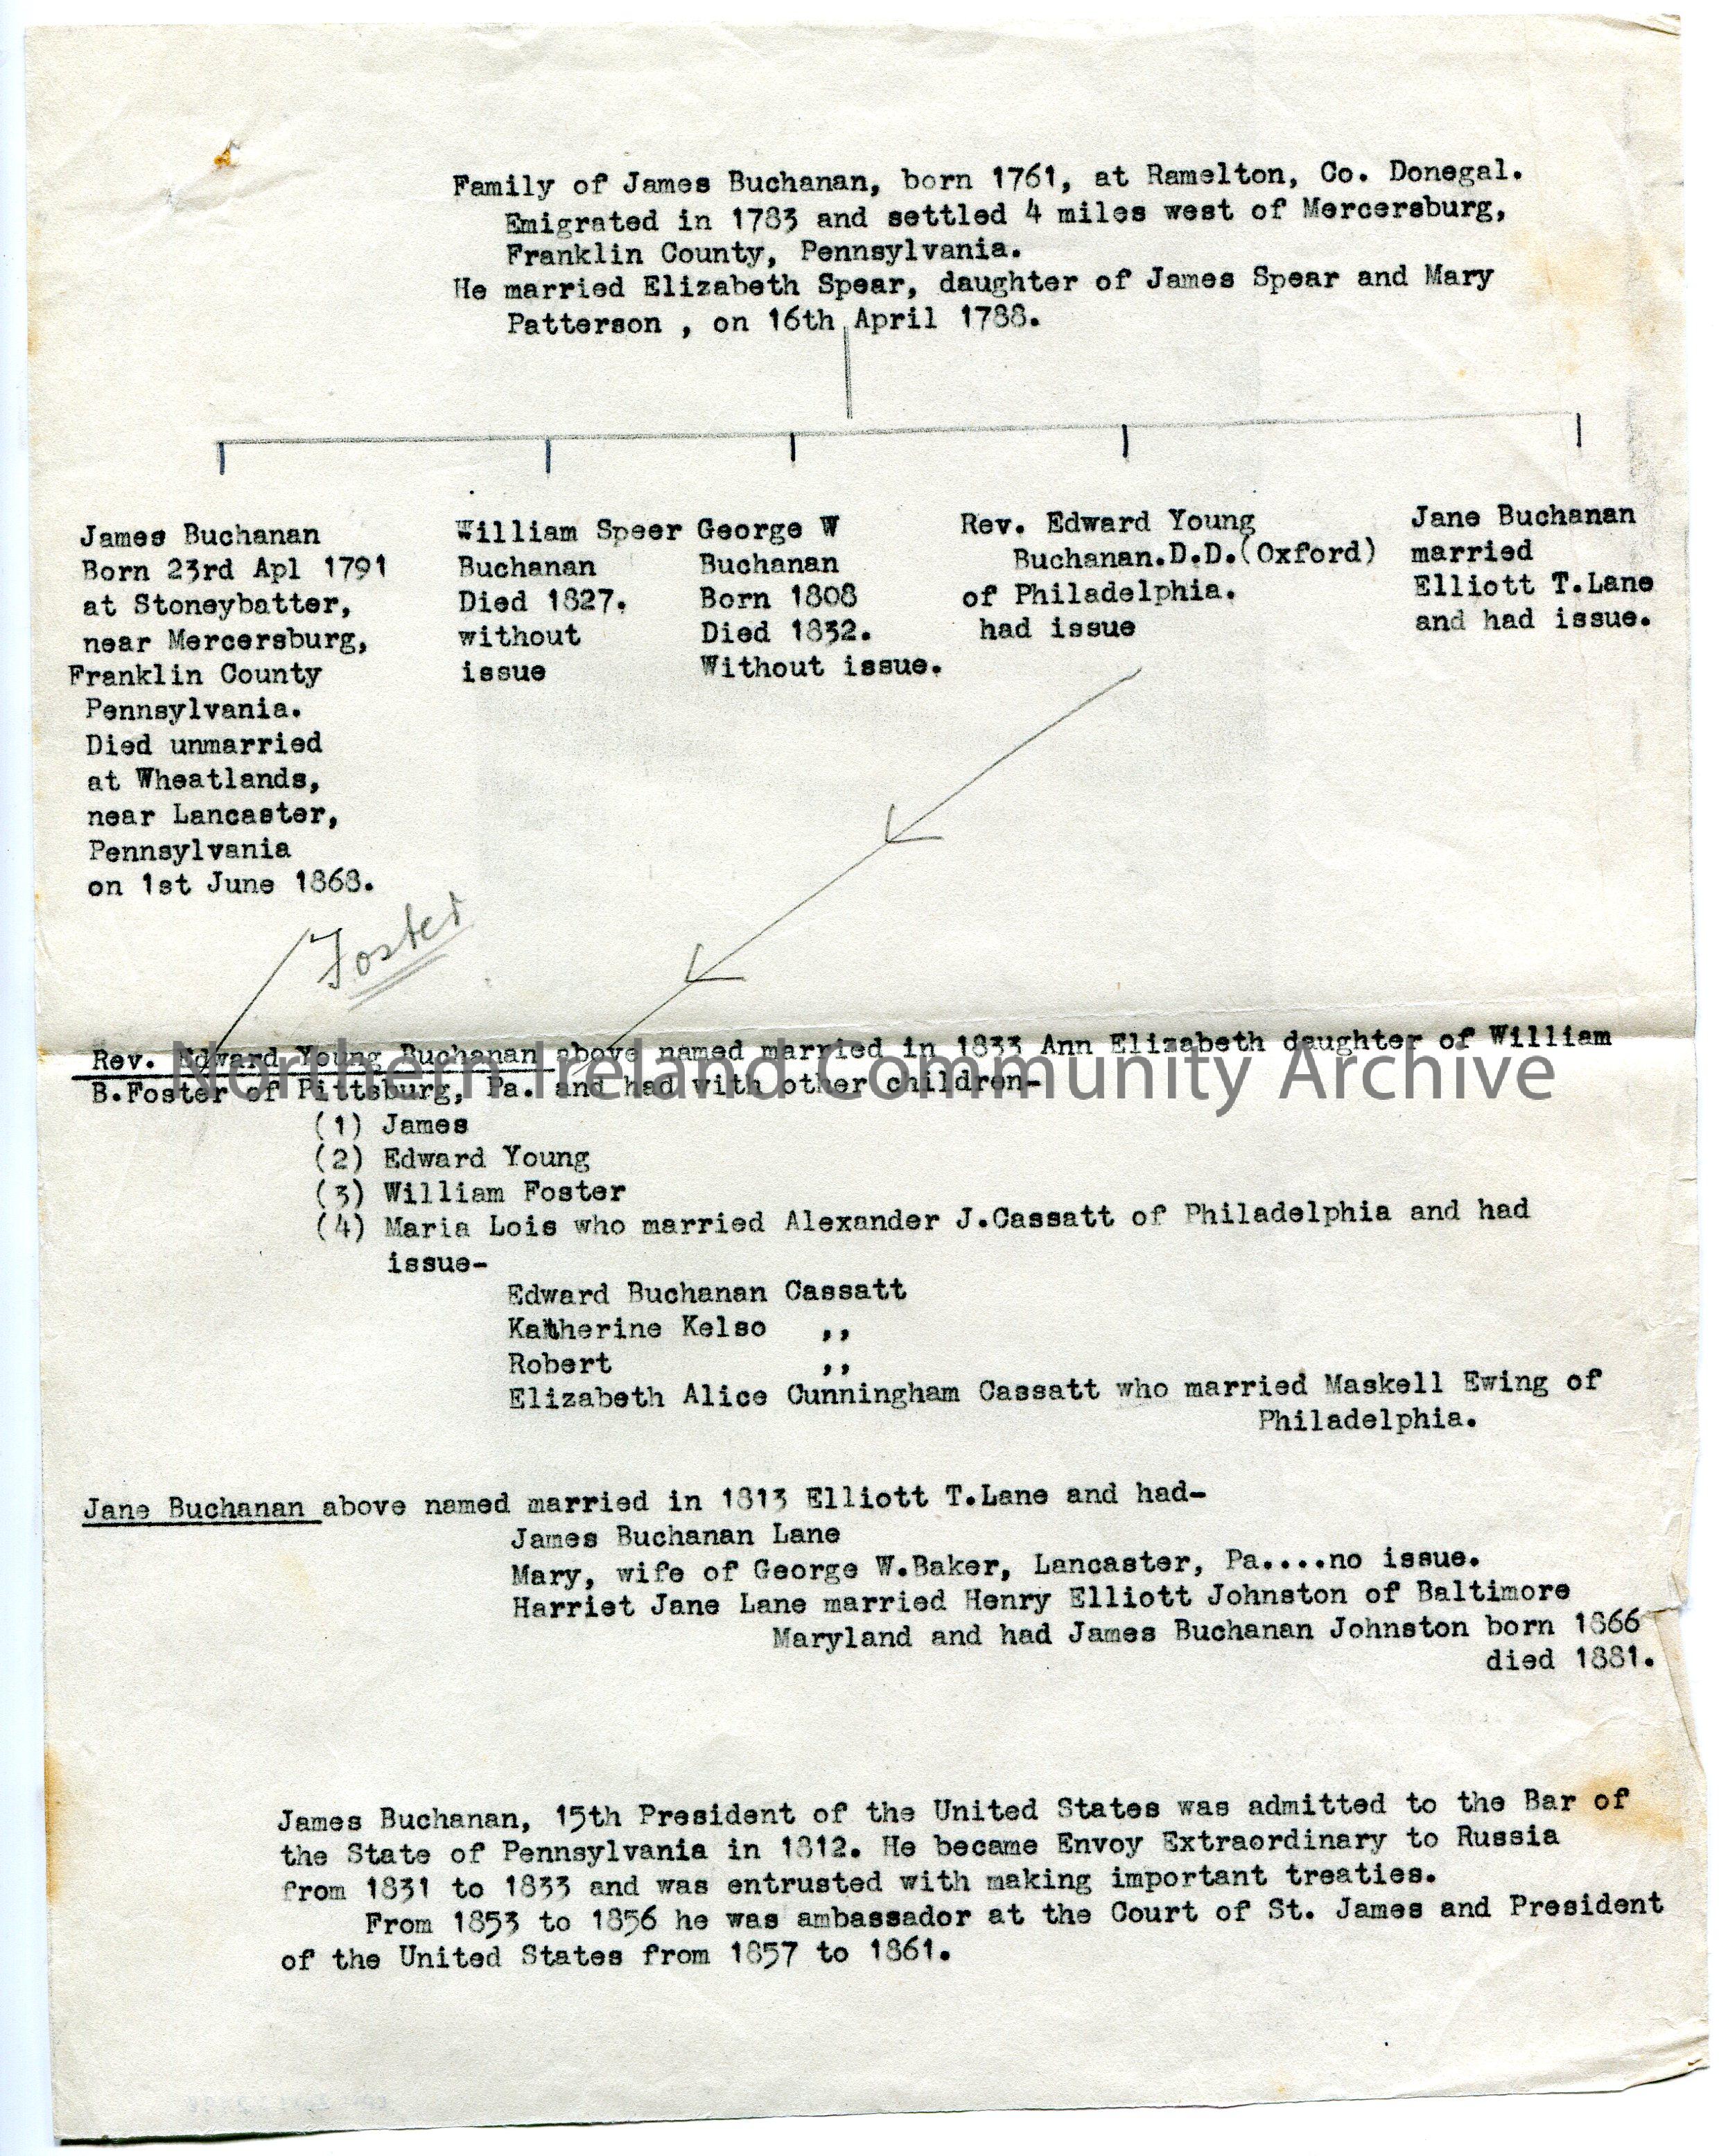 Family of James Buchanan, born 1761, at Ramelton, Co. Donegal.
Emigrated in 1783 and settled 4 miles west of Mercersburg,
Franklin County, Pennsylvania.
He married Elizabeth Spear, daughter of James Spear and Mary
Patterson , on 16th April 1788.
James Buchanan
Born 23rd Apl 1791
at Stoneybatter,
near Mercersburg,
Franklin County
Pennsylvania.
Died unmarried
at Wheatlands,
near Lancaster,
Pennsylvania
on 1st June 1868.
William Speer
Buchanan
Died 1827.
without
issue
George W
Buchanan
Born 1808
Died 1832.
Without issue.
Rev. Edward Young
Buchanan.D.D.(Oxford)
of Philadelphia.
had issue
Jane Buchanan
married
Elliott T.Lane
and had issue.
Foster
Rev. Edward Young Buchanan above named married in 1833 Ann Elizabeth daughter of William
B.Foster of Pittsburg, Pa. and had with other children-
Northern Ireland Community Archive
(1) James
(2) Edward Young
(3) William Foster
(4) Maria Lois who married Alexander J.Cassatt of Philadelphia and had
issue-
Edward Buchanan Cassatt
Katherine Kelso ,,
Robert ,,
Elizabeth Alice Cunningham Cassatt who married Maskell Ewing of
Philadelphia.
Jane Buchanan above named married in 1813 Elliott T.Lane and had-
James Buchanan Lane
Mary, wife of George W.Baker, Lancaster, Pa....no issue.
Harriet Jane Lane married Henry Elliott Johnston of Baltimore
Maryland and had James Buchanan Johnston born 1866
died 1881.
James Buchanan, 15th President of the United States was admitted to the Bar of
the State of Pennsylvania in 1812. He became Envoy Extraordinary to Russia
from 1831 to 1833 and was entrusted with making important treaties.
From 1853 to 1856 he was ambassador at the Court of St. James and President
of the United States from 1857 to 1861.